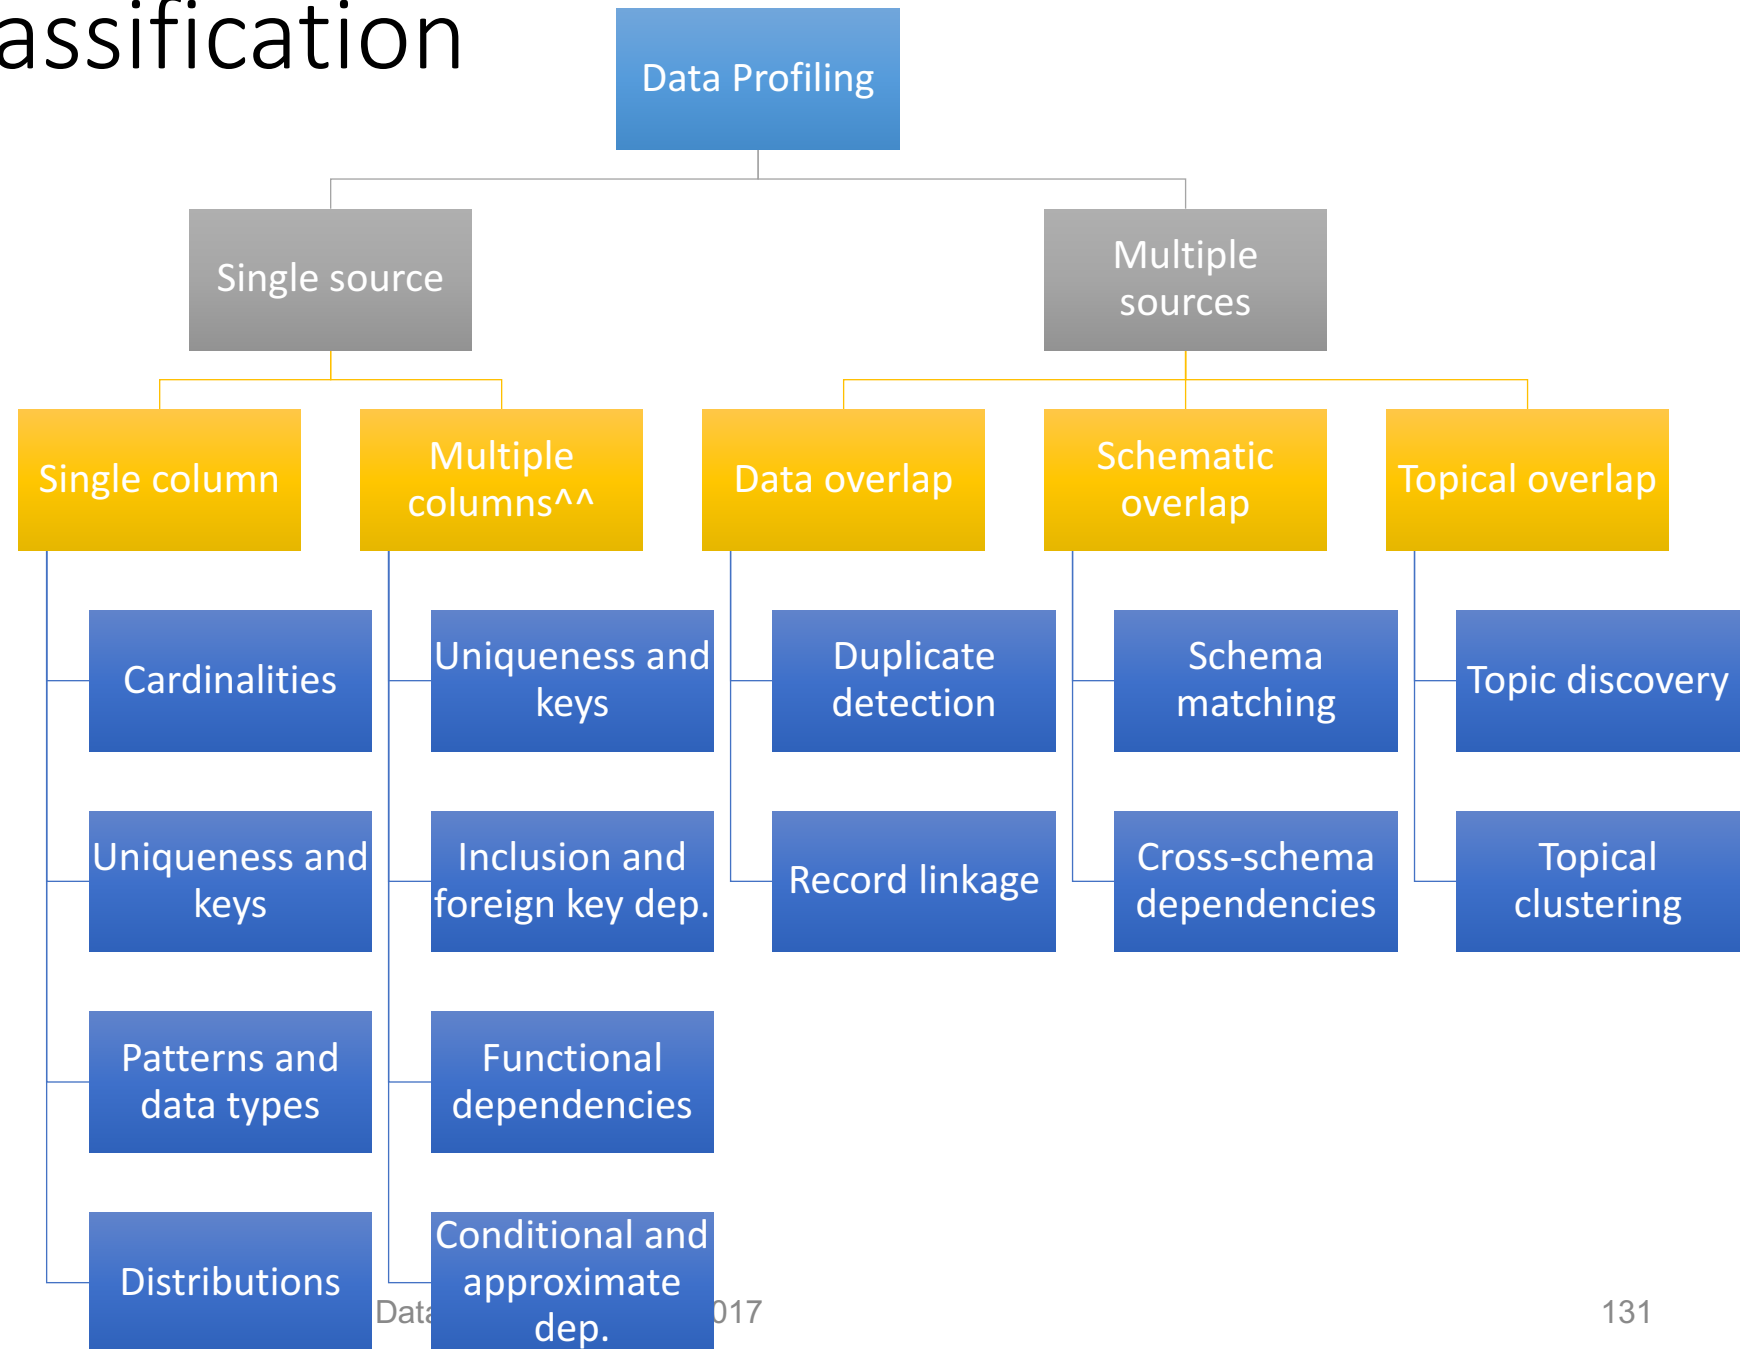 assification
Data Profiling
Single source
Multiple
sources
Single column
Multiple
columns^^
Data overlap
Schematic
overlap
Topical overlap
Cardinalities
Uniqueness and
keys
Patterns and
data types
Distributions
Uniqueness and
keys
Inclusion and
foreign key dep.
Functional
dependencies
Conditional and
approximate
dep.
Duplicate
detection
Record linkage
Schema
matching
Cross-schema
dependencies
Topic discovery
Topical
clustering
Data
017
131